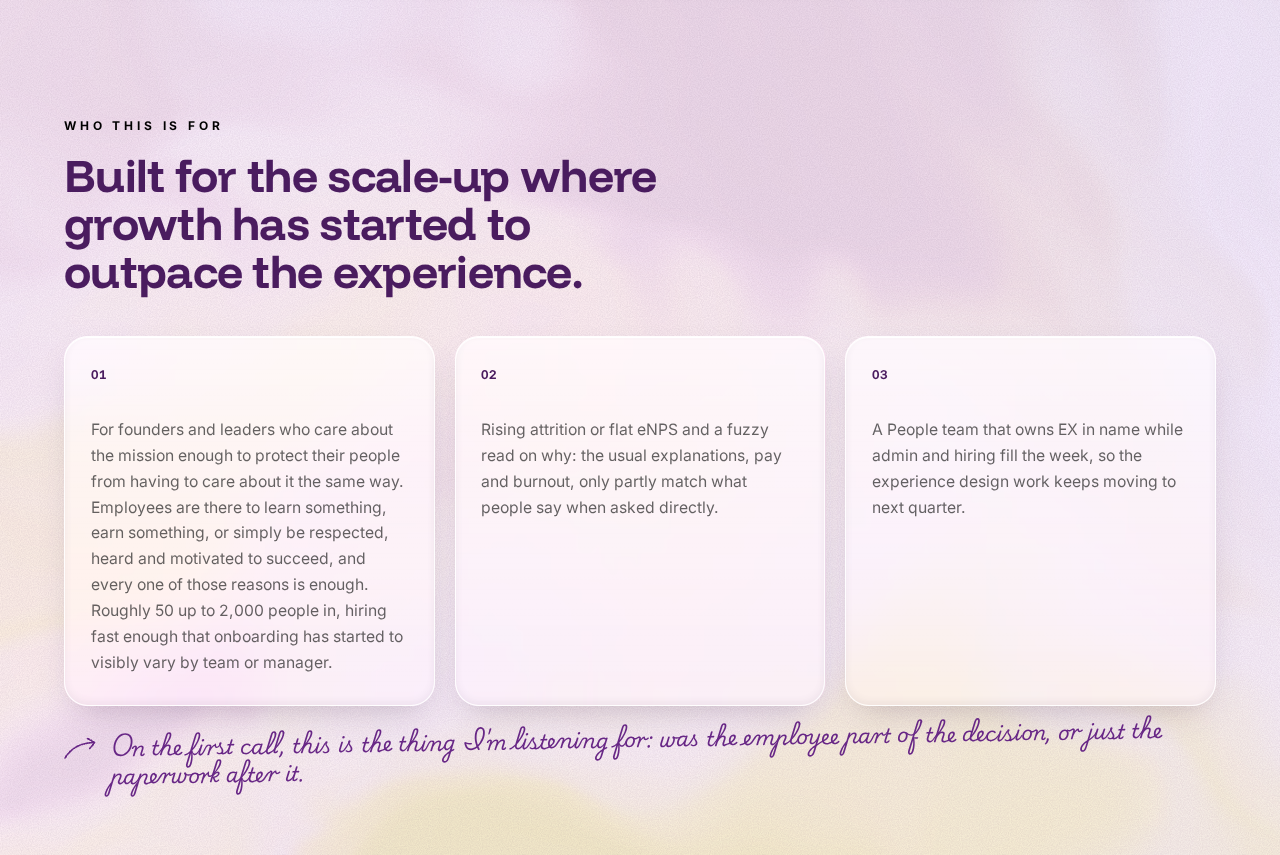 WHO THIS IS FOR
Built for the scale-up where
growth has started to
outpace the experience.
01
For founders and leaders who care about
the mission enough to protect their people
from having to care about it the same way.
Employees are there to learn something,
earn something, or simply be respected,
heard and motivated to succeed, and
every one of those reasons is enough.
Roughly 50 up to 2,000 people in, hiring
fast enough that onboarding has started to
visibly vary by team or manager.
02
Rising attrition or flat eNPS and a fuzzy
read on why: the usual explanations, pay
and burnout, only partly match what
people say when asked directly.
03
A People team that owns EX in name while
admin and hiring fill the week, so the
experience design work keeps moving to
next quarter.
On the first call, this is the thing I'm listening for: was the employee part of the decision, or just the
paperwork after it.